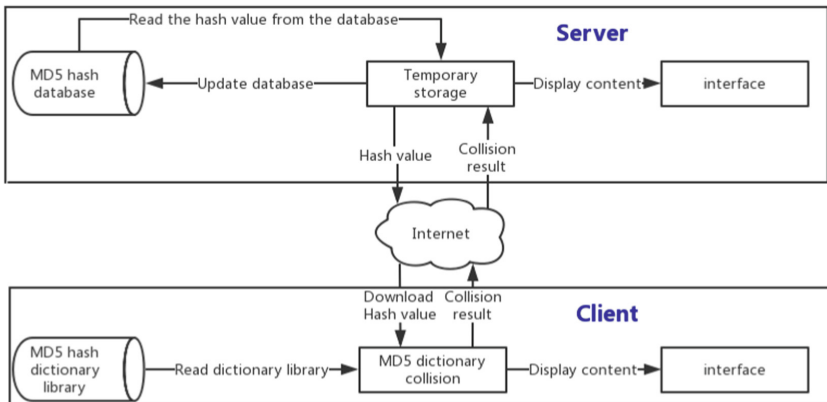 Read the hash value from the database
Server
MD5 hash
database
Update database
Temporary
storage
Display content
interface
Hash value
Collision
result
Internet
Download
Hash value
Collision
result
Client
MD5 hash
dictionary
library
Read dictionary library
MD5 dictionary
collision
Display content
interface